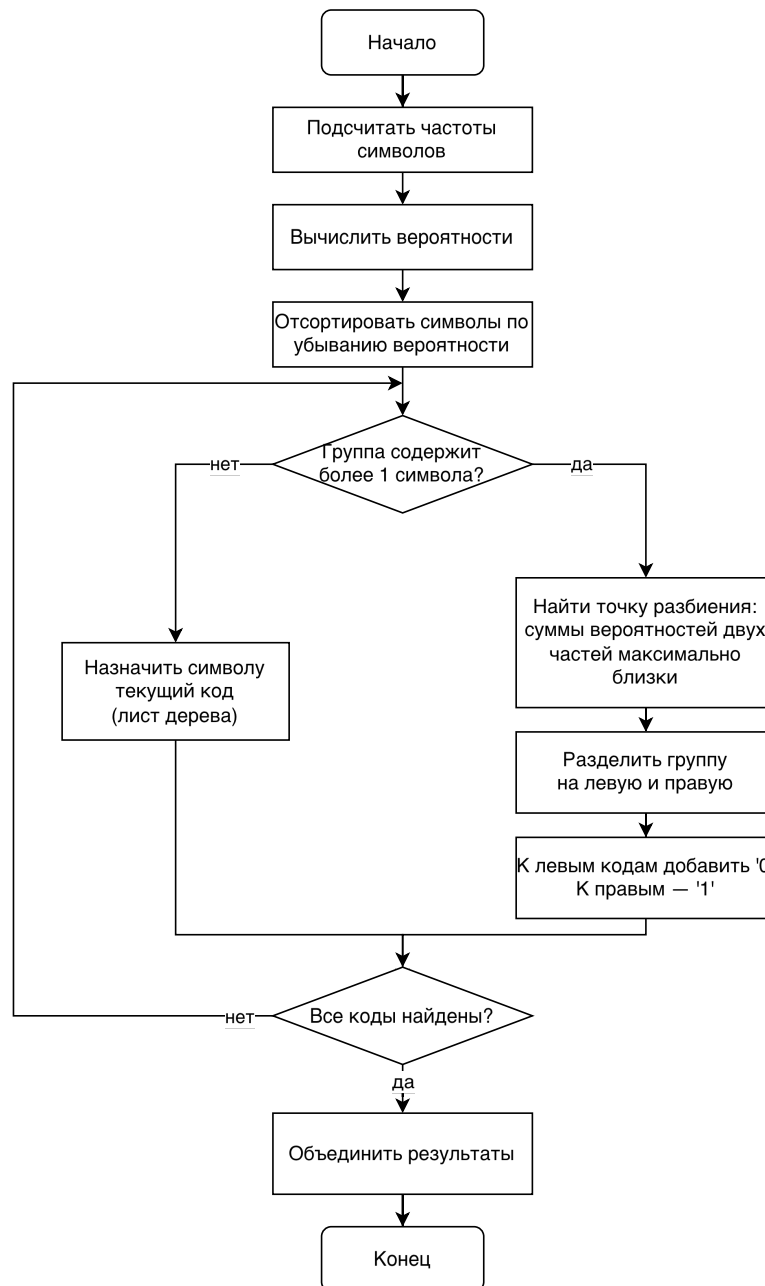 Начало
Подсчитать частоты
символов
Вычислить вероятности
Отсортировать символы по
убыванию вероятности
Группа содержит
более 1 символа?
нет
да
Найти точку разбиения:
суммы вероятностей двух
частей максимально
близки
Назначить символу
текущий код
(лист дерева)
Разделить группу
на левую и правую
К левым кодам добавить '0
К правым — '1'
Все коды найдены?
нет
да
Объединить результаты
Конец